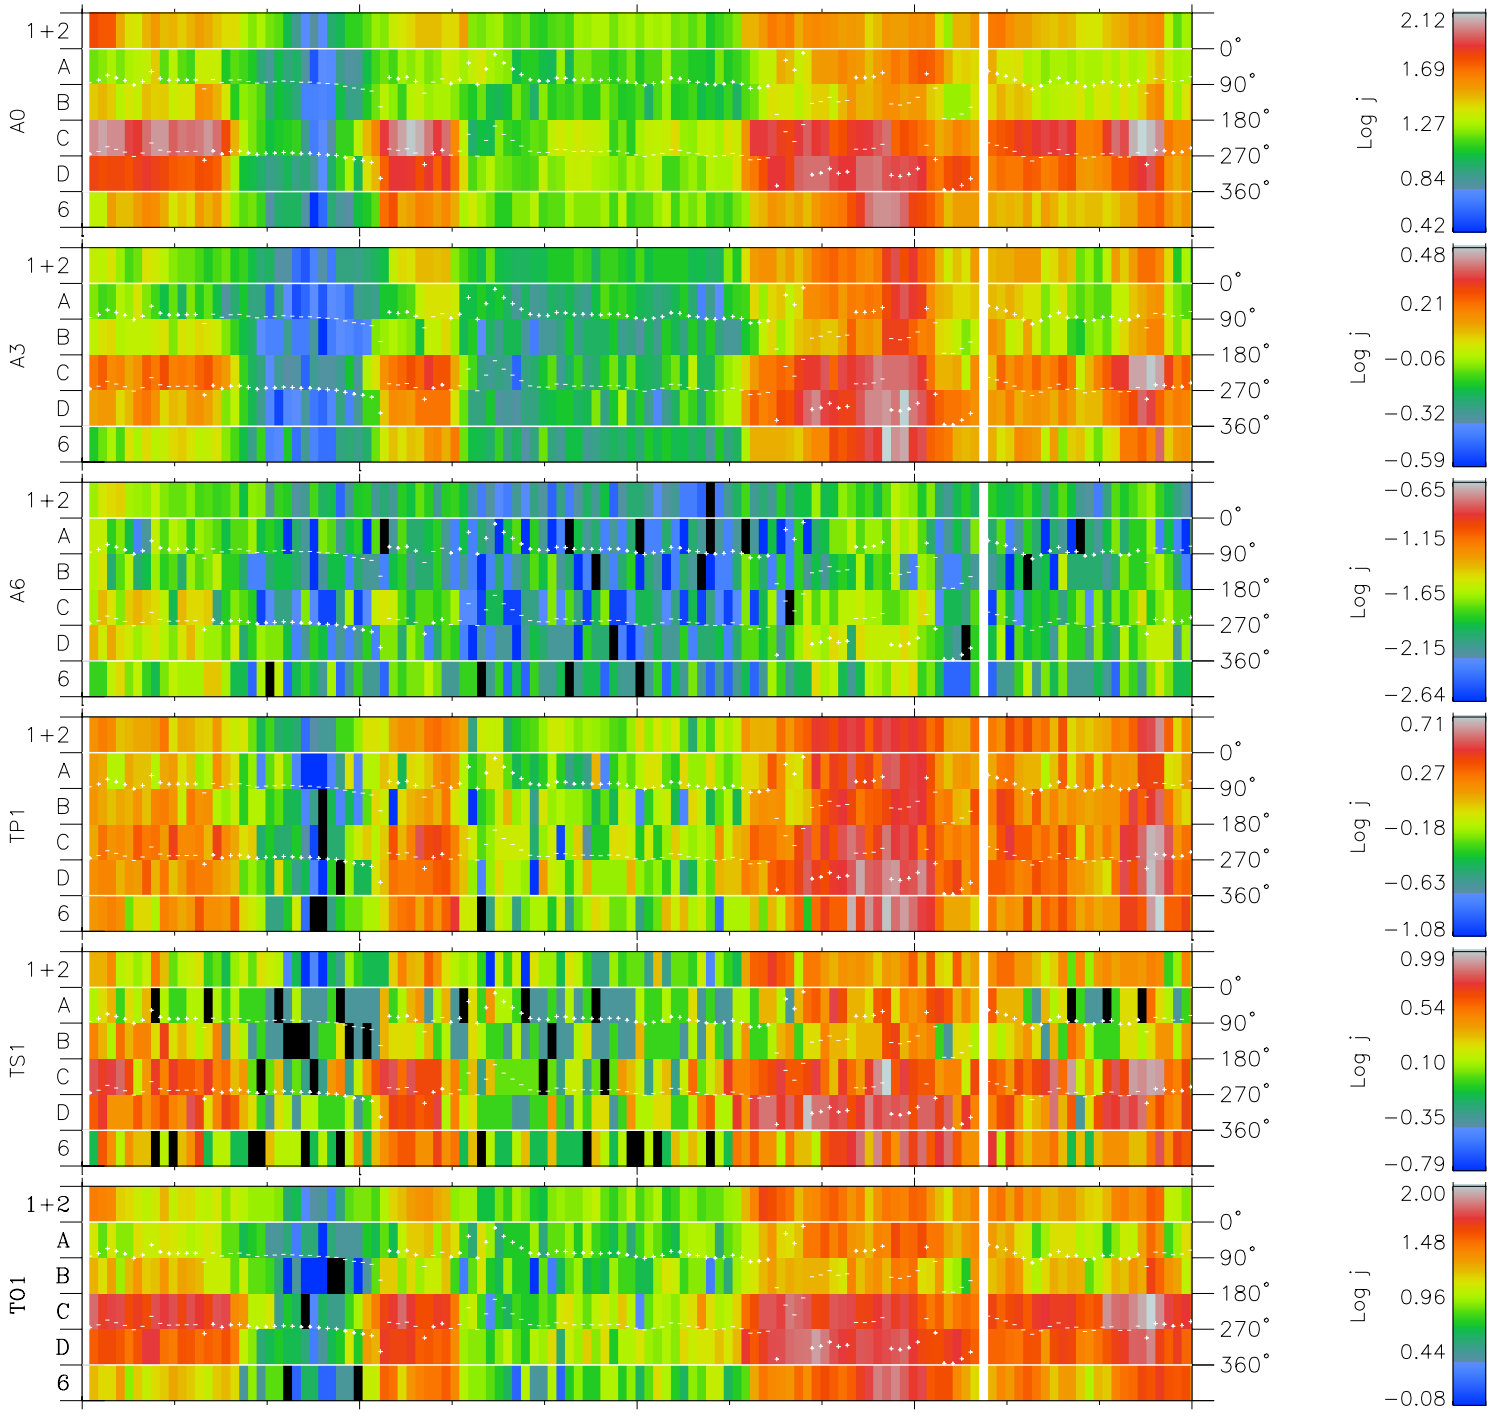 1+2
A
B
C
D
6
A0
0°
90°
180°
270°
360°
Log j
2.12
1.69
1.27
0.84
0.42
1+2
A
B
C
D
6
A3
0°
90°
180°
270°
360°
Log j
0.48
0.21
-0.06
-0.32
-0.59
1+2
A
B
C
D
6
A6
0°
90°
180°
270°
360°
Log j
-0.65
-1.15
-1.65
-2.15
-2.64
1+2
A
B
C
D
6
TP1
0°
90°
180°
270°
360°
Log j
0.71
0.27
-0.18
-0.63
-1.08
1+2
A
B
C
D
6
TS1
0°
90°
180°
270°
360°
Log j
0.99
0.54
0.10
-0.35
-0.79
1+2
A
B
C
D
6
TO1
0°
90°
180°
270°
360°
Log j
2.00
1.48
0.96
0.44
-0.08